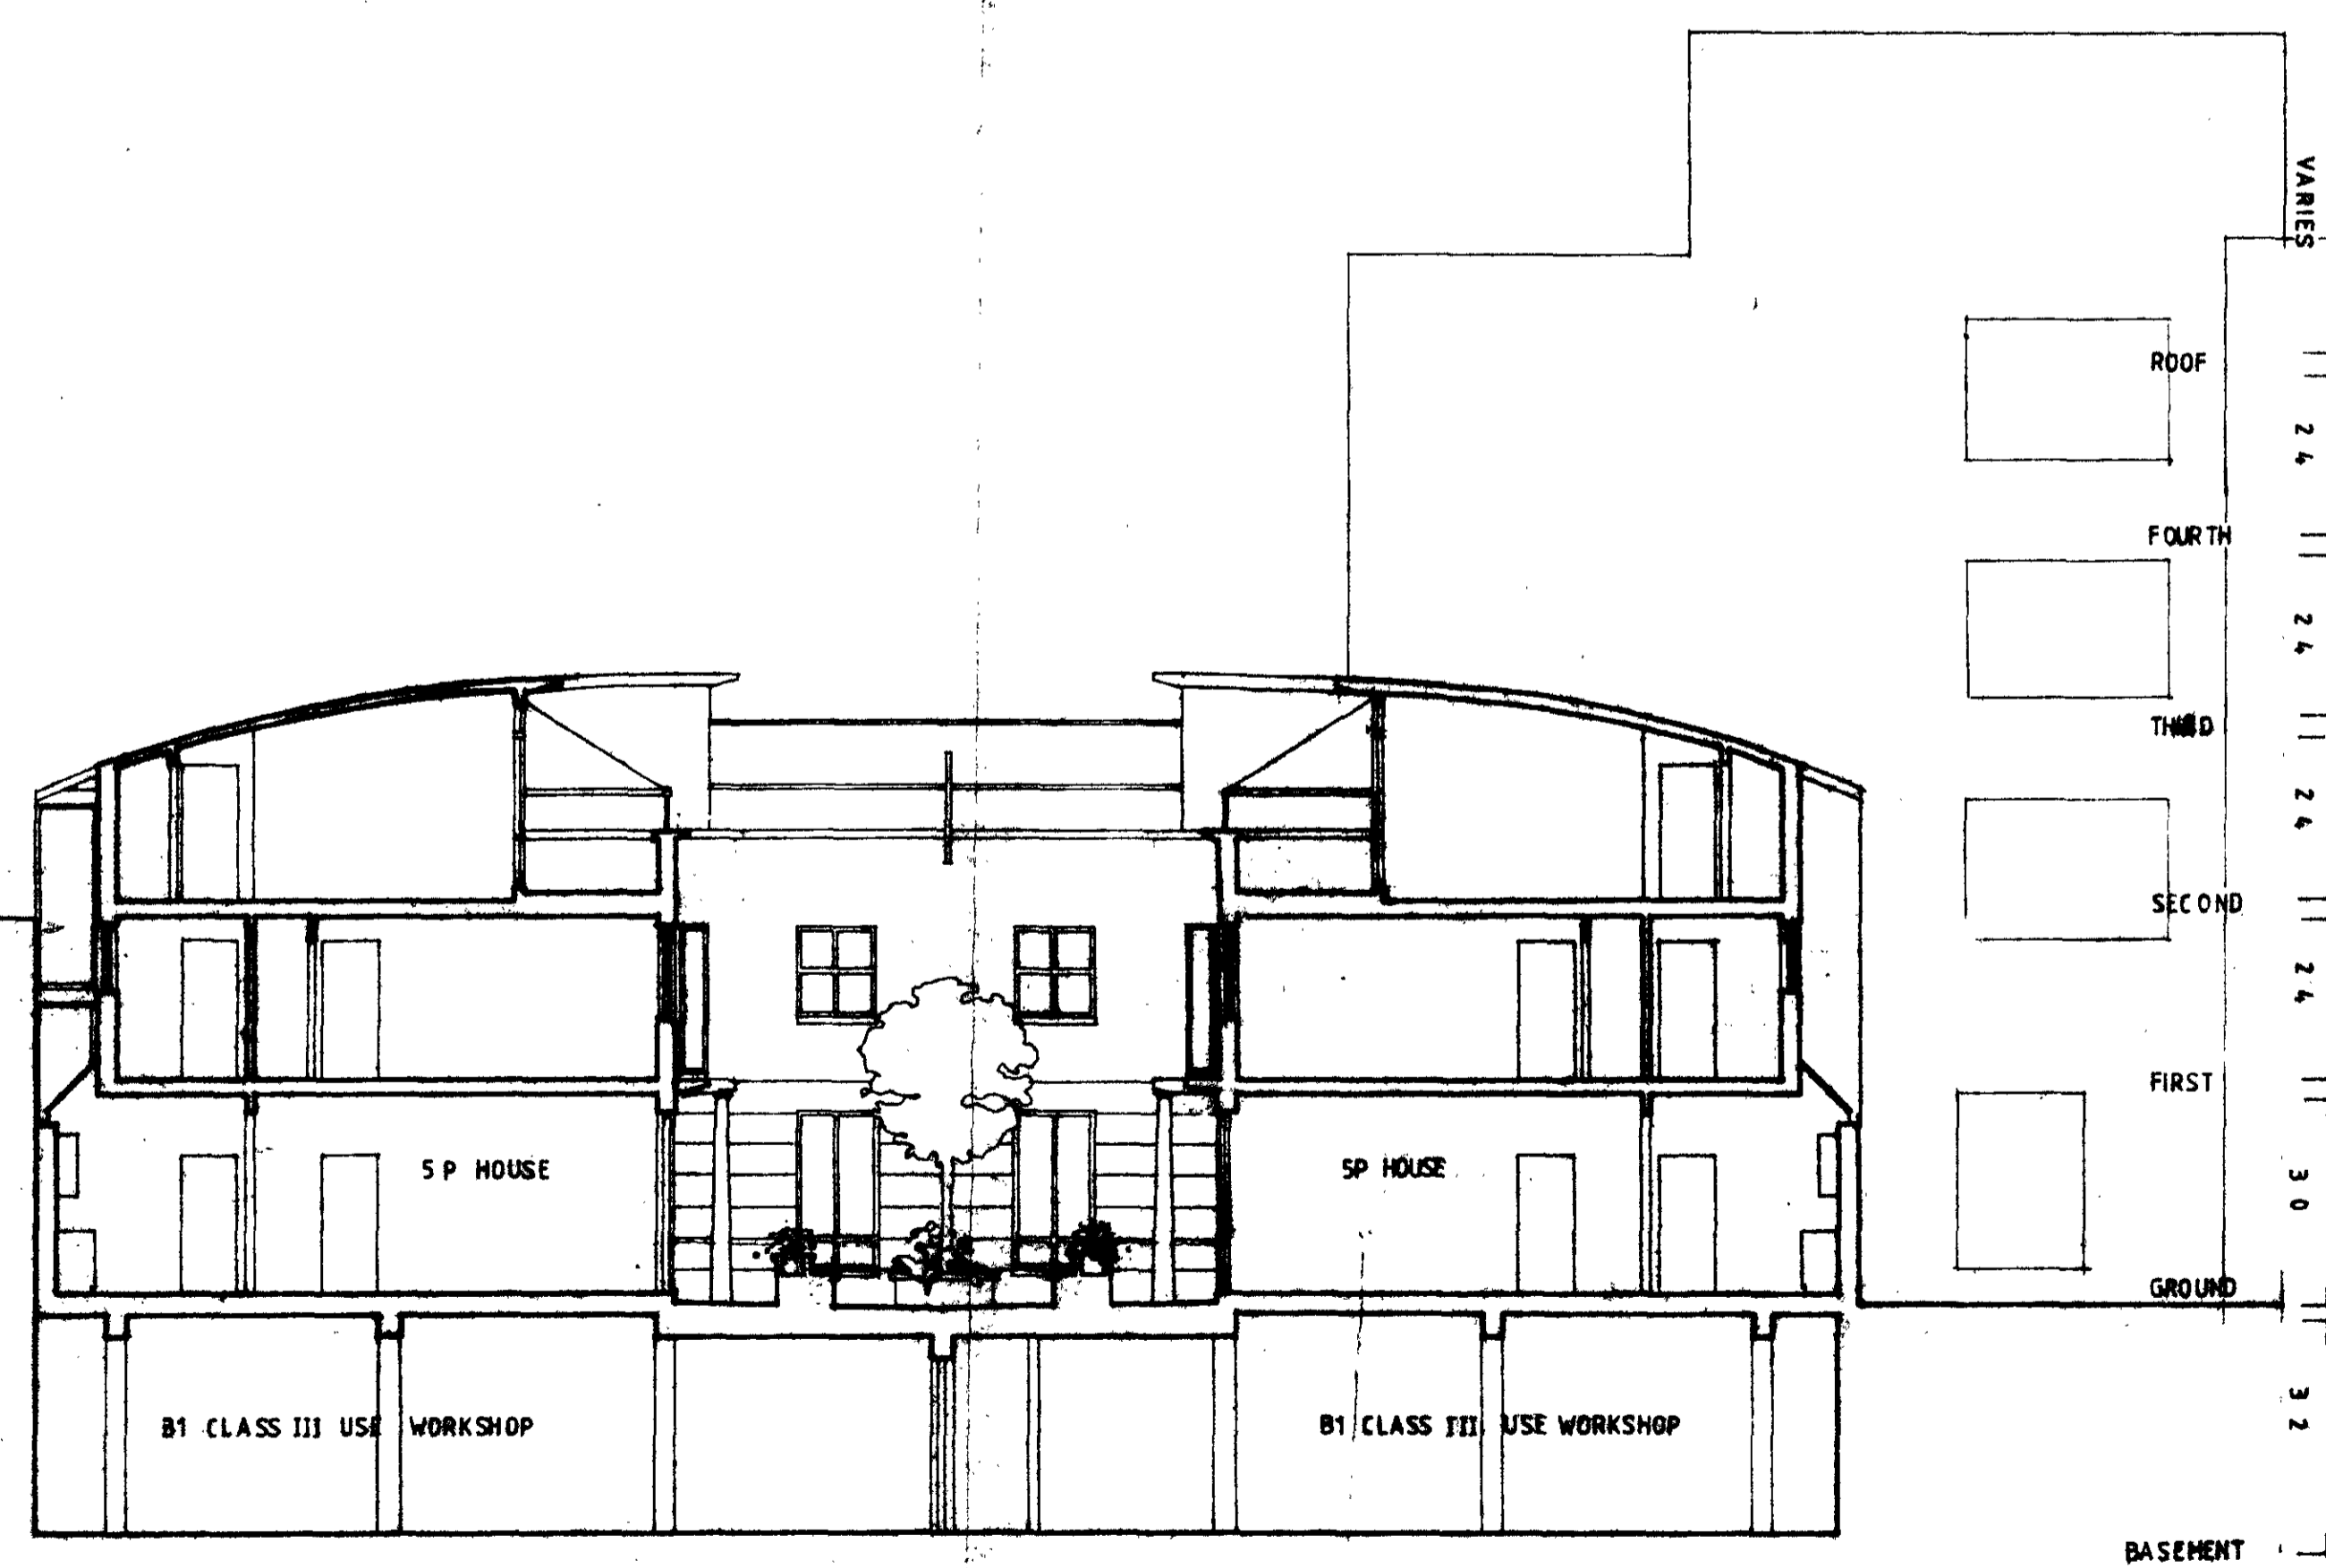 VARIES
ROOF
2 4
FOURTH
2 4
THIRD
2 4
SECOND
2 4
FIRST
5 P HOUSE
5P HOUSE
3 0
GROUND
B1 CLASS III USE WORKSHOP
B1 CLASS III USE WORKSHOP
3 2
BASEMENT